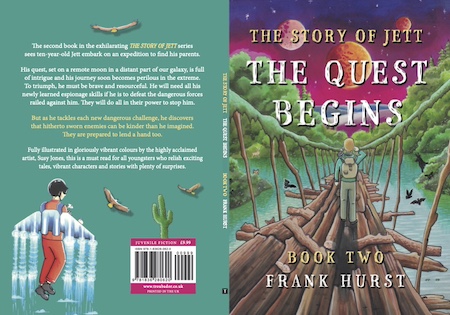 The second book in the exhilarating THE STORY OF JETT series
sees ten-year-old Jett embark on an expedition to find his parents.
His quest, set on a remote moon in a distant part of our galaxy, is full
of intrigue and his journey soon becomes perilous in the extreme.
To triumph, he must be brave and resourceful. He will need all his
newly learned espionage skills if he is to defeat the dangerous forces
railed against him. They will do all in their power to stop him.
But as he tackles each new dangerous challenge, he discovers
that hitherto sworn enemies can be kinder than he imagined.
They are prepared to lend a hand too.
Fully illustrated in gloriously vibrant colours by the highly acclaimed
artist, Susy Jones, this is a must read for all youngsters who relish exciting
tales, vibrant characters and stories with plenty of surprises.
JUVENILE FICTION £9.99
www.troubador.co.uk
PRINTED IN THE UK
THE STORY OF JETT THE QUEST BEGINS BOOK TWO FRANK HURST
THE STORY OF JETT
THE QUEST
BEGINS
BOOK TWO
FRANK HURST